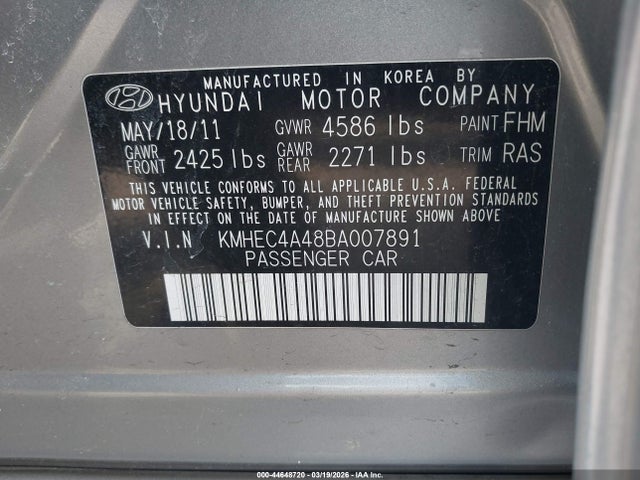 MANUFACTURED IN KOREA BY
HYUNDAI MOTOR COMPANY
MAY/18/11 GVWR 4586 lbs PAINT FHM
GAWR FRONT 2425 lbs GAWR REAR 2271 lbs TRIM RAS
THIS VEHICLE CONFORMS TO ALL APPLICABLE U.S.A. FEDERAL
MOTOR VEHICLE SAFETY, BUMPER, AND THEFT PREVENTION STANDARDS
IN EFFECT ON THE DATE OF MANUFACTURE SHOWN ABOVE.
V.I.N KMHEC4A48BA007891
PASSENGER CAR
000-44648720 - 03/19/2026 - IAA Inc.